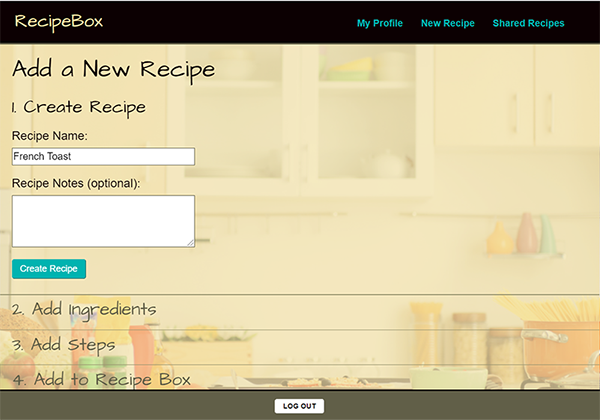 RecipeBox
My Profile New Recipe Shared Recipes
Add a New Recipe
1. Create Recipe
Recipe Name:
French Toast
Recipe Notes (optional):
Create Recipe
2. Add Ingredients
3. Add Steps
4. Add to Recipe Box
LOG OUT